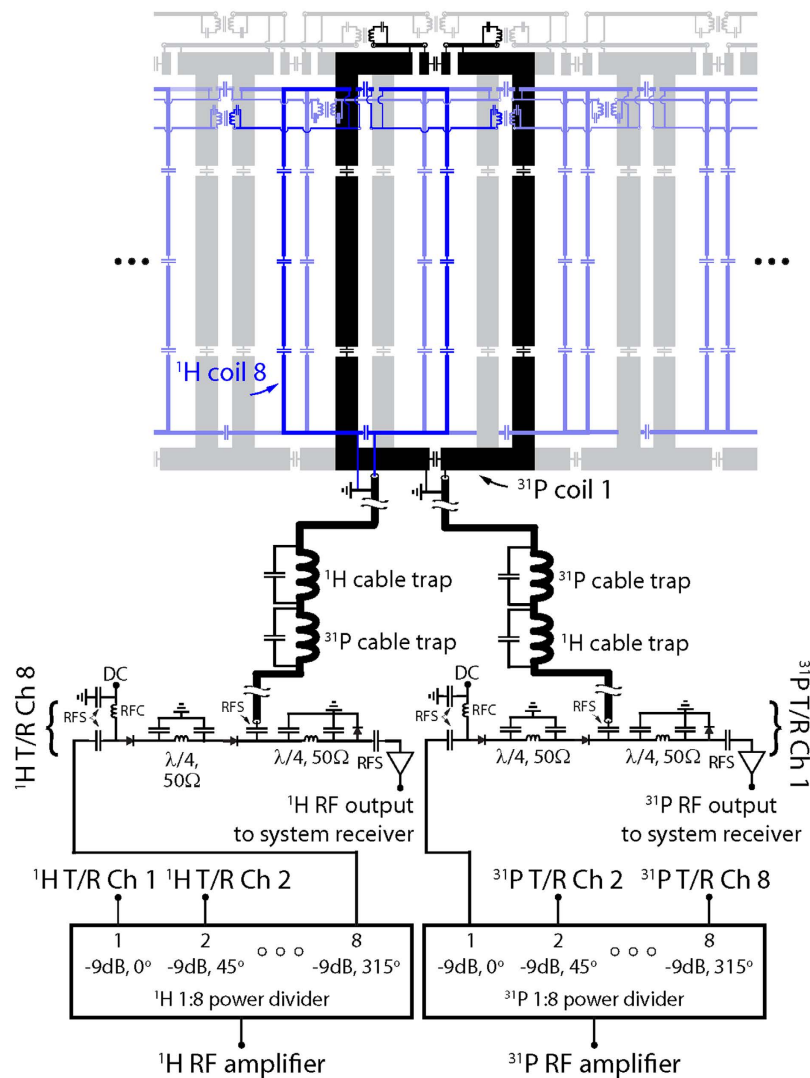 ¹H coil 8
³¹P coil 1
¹H cable trap
³¹P cable trap
³¹P cable trap
¹H cable trap
¹H T/R Ch 8
DC
RFS
RFC
RFS
λ/4,
50Ω
λ/4, 50Ω
RFS
¹H RF output
to system receiver
DC
RFS
RFC
RFS
λ/4, 50Ω
λ/4, 50Ω
RFS
³¹P T/R Ch 1
³¹P RF output
to system receiver
¹H T/R Ch 1 ¹H T/R Ch 2
1 2 8
-9dB, 0° -9dB, 45° -9dB, 315°
¹H 1:8 power divider
¹H RF amplifier
³¹P T/R Ch 2 ³¹P T/R Ch 8
1 2 8
-9dB, 0° -9dB, 45° -9dB, 315°
³¹P 1:8 power divider
³¹P RF amplifier